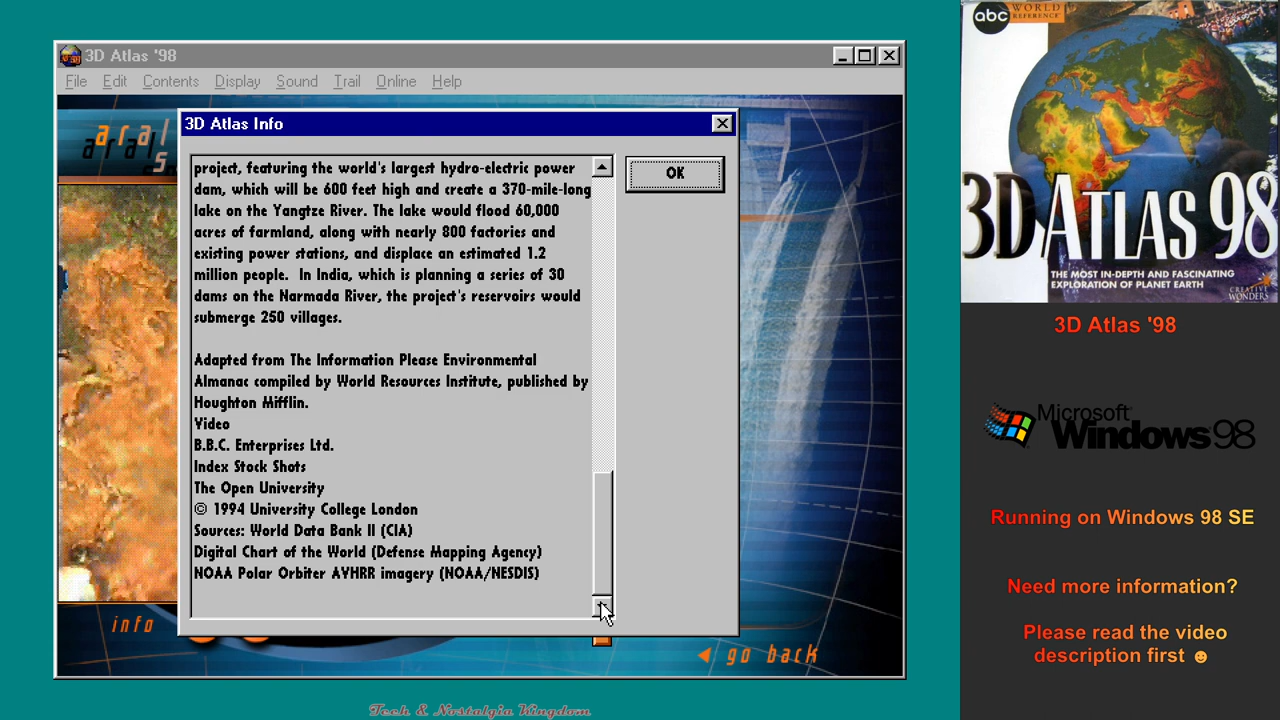 3D Atlas '98
File Edit Contents Display Sound Trail Online Help
aral
s
3D Atlas Info
project, featuring the world's largest hydro-electric power
dam, which will be 600 feet high and create a 370-mile-long
lake on the Yangtze River. The lake would flood 60,000
acres of farmland, along with nearly 800 factories and
existing power stations, and displace an estimated 1.2
million people. In India, which is planning a series of 30
dams on the Narmada River, the project's reservoirs would
submerge 250 villages.
Adapted from The Information Please Environmental
Almanac compiled by World Resources Institute, published by
Houghton Mifflin.
Video
B.B.C. Enterprises Ltd.
Index Stock Shots
The Open University
© 1994 University College London
Sources: World Data Bank II (CIA)
Digital Chart of the World (Defense Mapping Agency)
NOAA Polar Orbiter AVHRR imagery (NOAA/NESDIS)
OK
info
go back
Tech & Nostalgia Kingdom
abc WORLD
REFERENCE
3D ATLAS 98
THE MOST IN-DEPTH AND FASCINATING
EXPLORATION OF PLANET EARTH
CREATIVE
WONDERS
3D Atlas '98
Microsoft
Windows 98
Running on Windows 98 SE
Need more information?
Please read the video
description first ☻